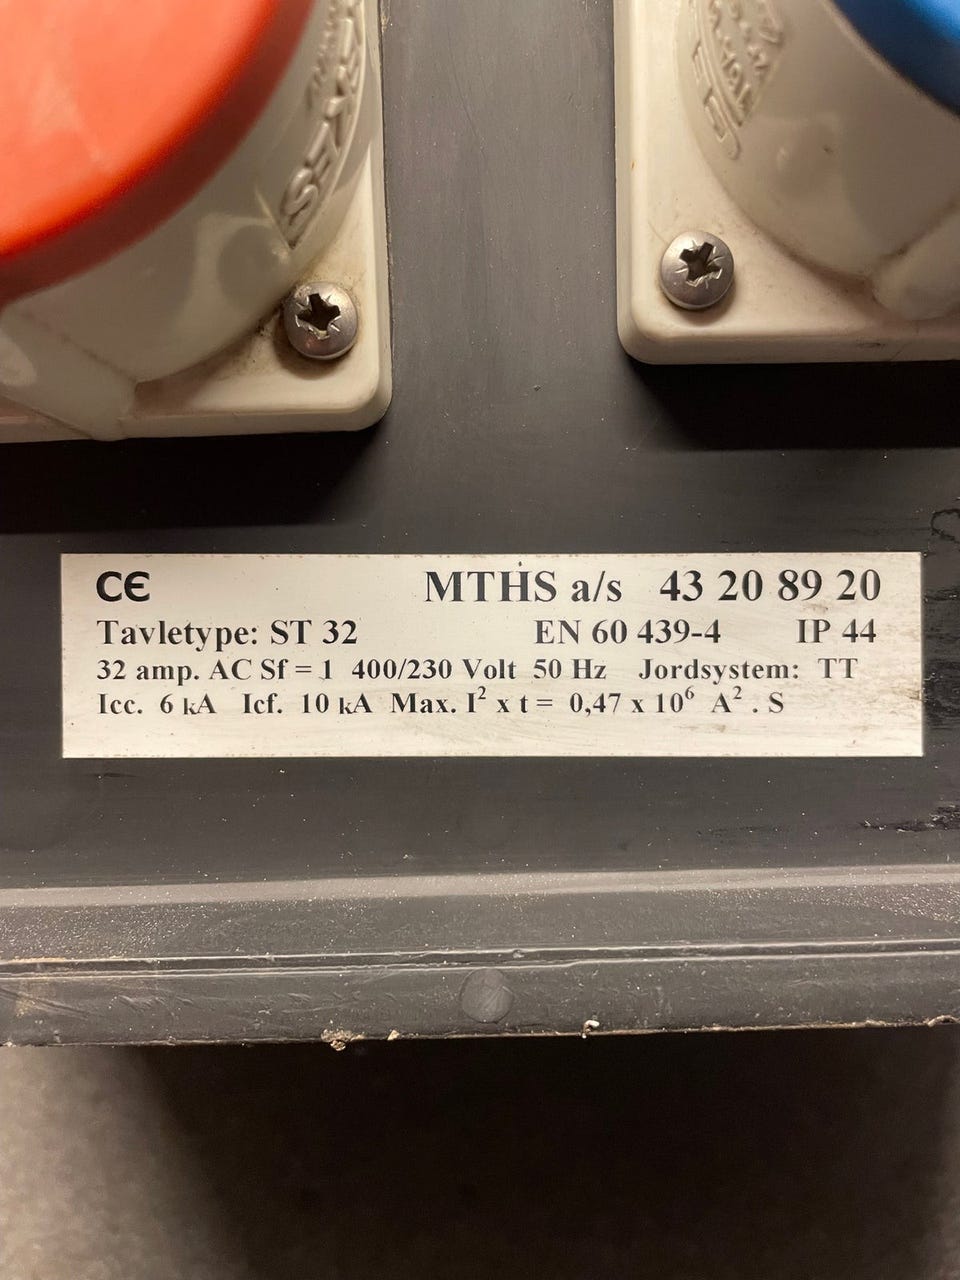 CE MTHS a/s 43 20 89 20
Tavletype: ST 32 EN 60 439-4 IP 44
32 amp. AC Sf = 1 400/230 Volt 50 Hz Jordsystem: TT
Icc. 6 kA Icf. 10 kA Max. I² x t = 0,47 x 10⁶ A² . S